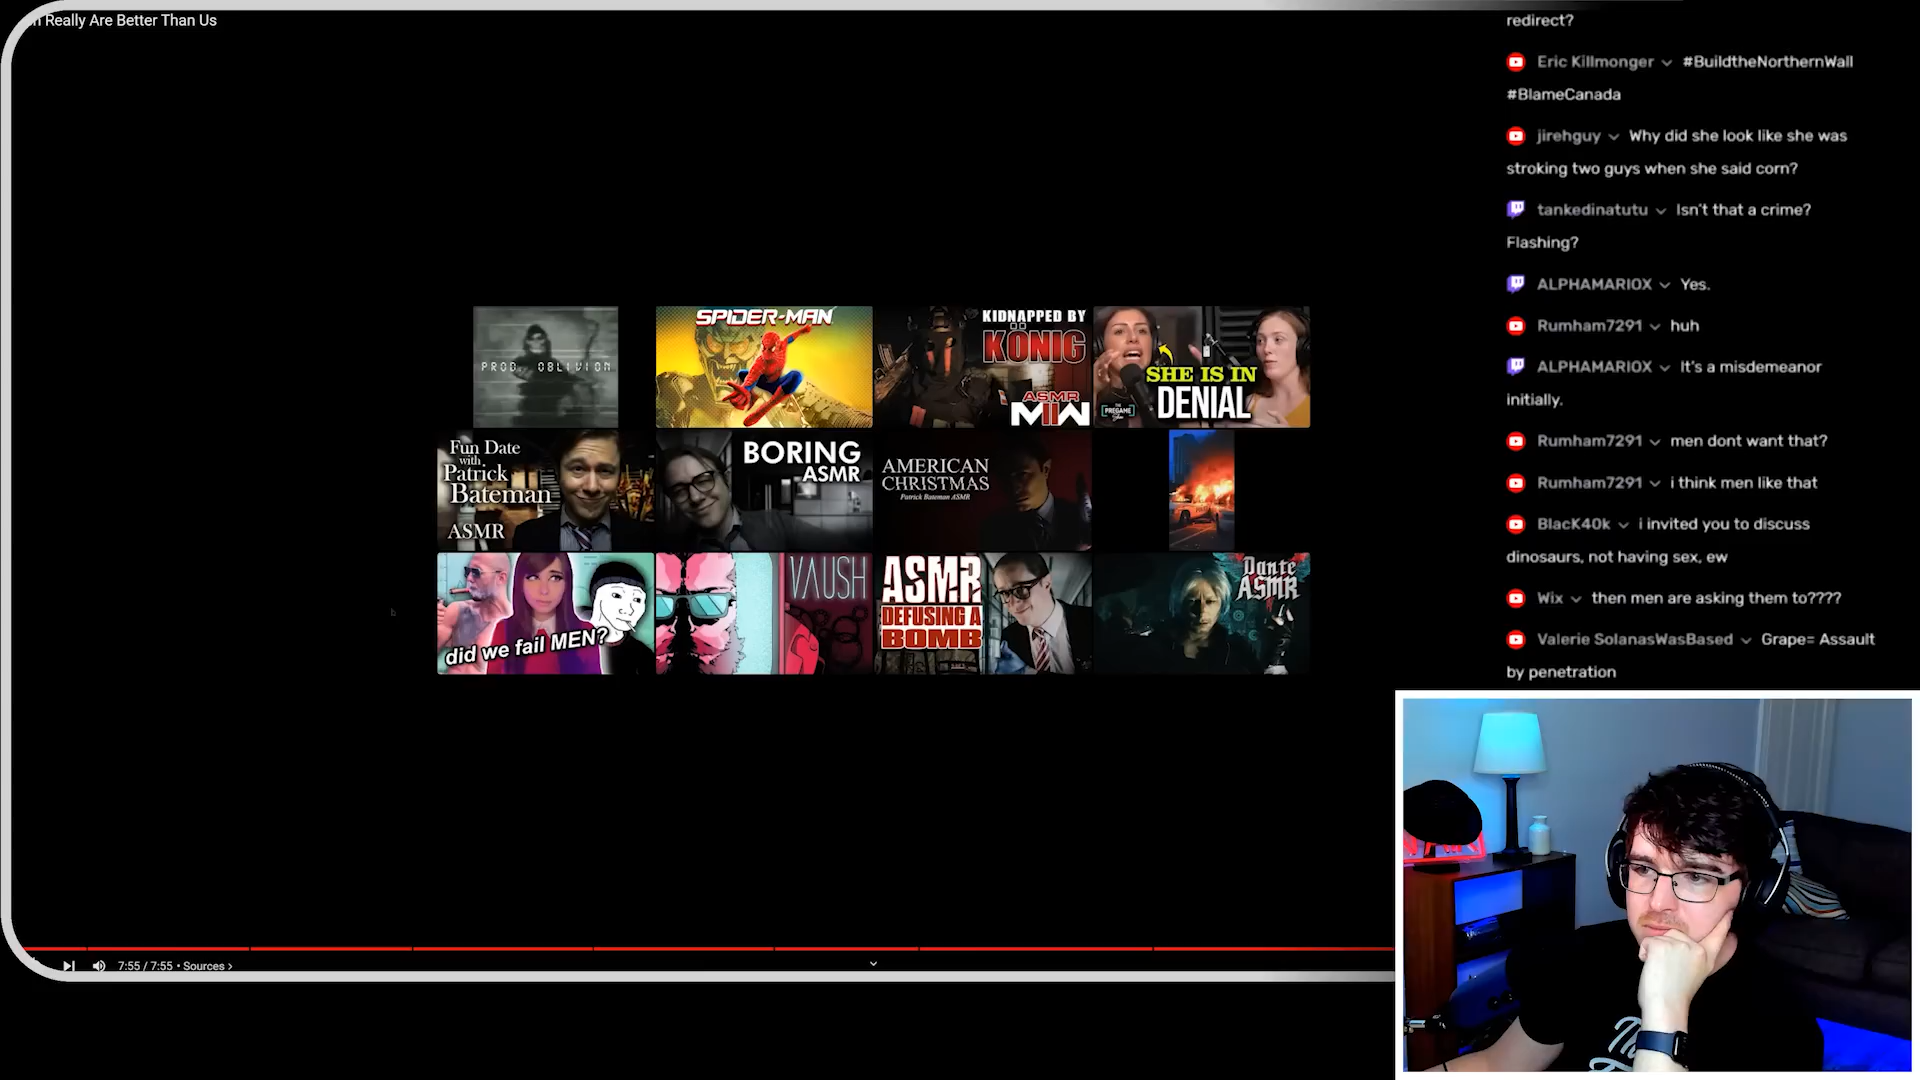 n Really Are Better Than Us
redirect?
Eric Killmonger #BuildtheNorthernWall
#BlameCanada
jirehguy Why did she look like she was
stroking two guys when she said corn?
tankedinatutu Isn't that a crime?
Flashing?
ALPHAMARIOX Yes.
Rumham7291 huh
ALPHAMARIOX It's a misdemeanor
initially.
Rumham7291 men dont want that?
Rumham7291 i think men like that
BlacK40k i invited you to discuss
dinosaurs, not having sex, ew
Wix then men are asking them to????
Valerie SolanasWasBased Grape= Assault
by penetration
PROD. OBLIVION
SPIDER-MAN
KIDNAPPED BY
KÖNIG
ASMR
MWII
SHE IS IN
DENIAL
THE
PREGAME
Fun Date
with
Patrick
Bateman
ASMR
BORING
ASMR
AMERICAN
CHRISTMAS
Patrick Bateman ASMR
did we fail MEN?
VAUSH
ASMR
DEFUSING A
BOMB
Dante
ASMR
7:55 / 7:55 • Sources ›